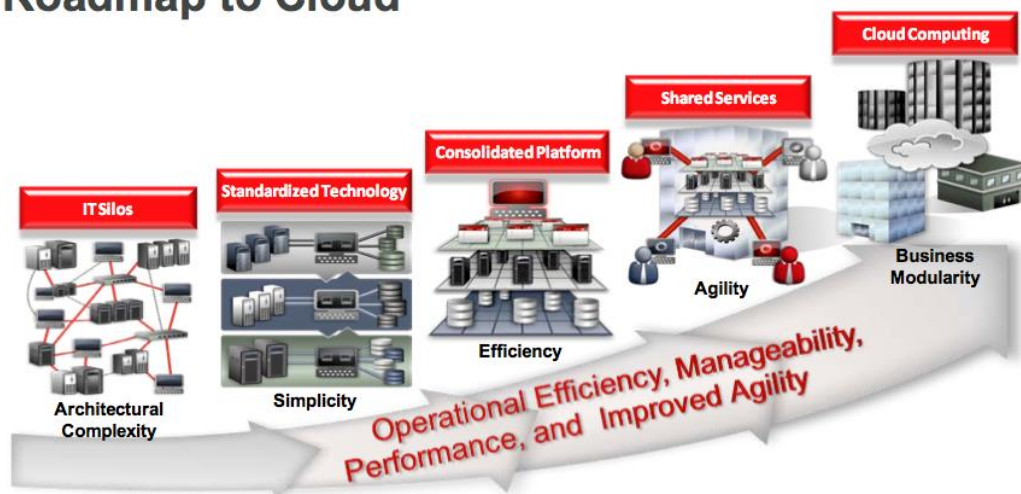 Roadmap to Cloud
Cloud Computing
Shared Services
Consolidated Platform
Standardized Technology
IT Silos
Business
Modularity
Agility
Efficiency
Simplicity
Architectural
Complexity
Operational Efficiency, Manageability,
Performance, and Improved Agility